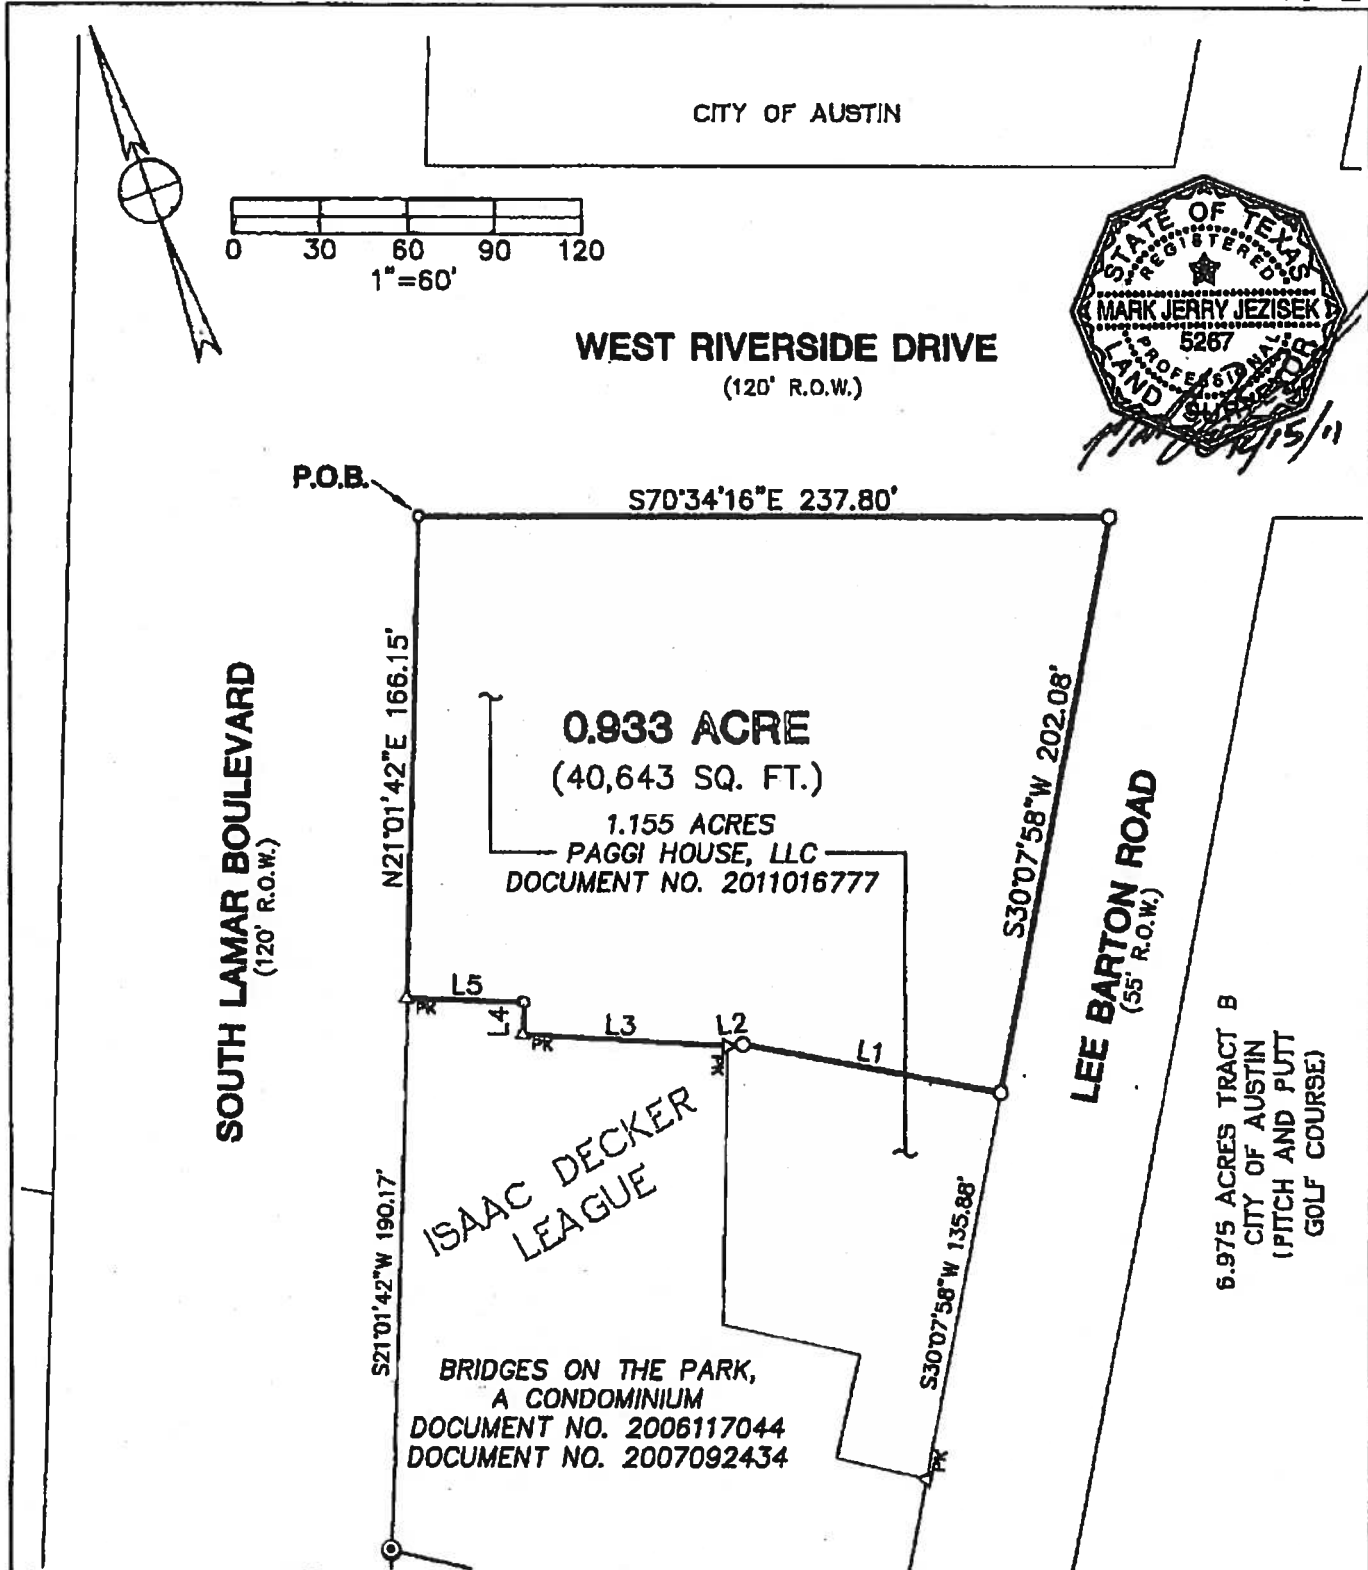 CITY OF AUSTIN
0 30 60 90 120
1"=60'
STATE OF TEXAS
REGISTERED
MARK JERRY JEZISEK
5267
PROFESSIONAL
LAND SURVEYOR
WEST RIVERSIDE DRIVE
(120' R.O.W.)
P.O.B.
S70°34'16"E 237.80'
N21°01'42"E 166.15'
SOUTH LAMAR BOULEVARD
(120' R.O.W.)
0.933 ACRE
(40,643 SQ. FT.)
1.155 ACRES
PAGGI HOUSE, LLC
DOCUMENT NO. 2011016777
S30°07'58"W 202.08'
LEE BARTON ROAD
(55' R.O.W.)
L5
PK
L4
PK
L3
L2
PK
L1
6.975 ACRES TRACT B
CITY OF AUSTIN
(PITCH AND PUTT
GOLF COURSE)
ISAAC DECKER
LEAGUE
S21°01'42"W 190.17'
S30°07'58"W 135.88'
BRIDGES ON THE PARK,
A CONDOMINIUM
DOCUMENT NO. 2006117044
DOCUMENT NO. 2007092434
PK